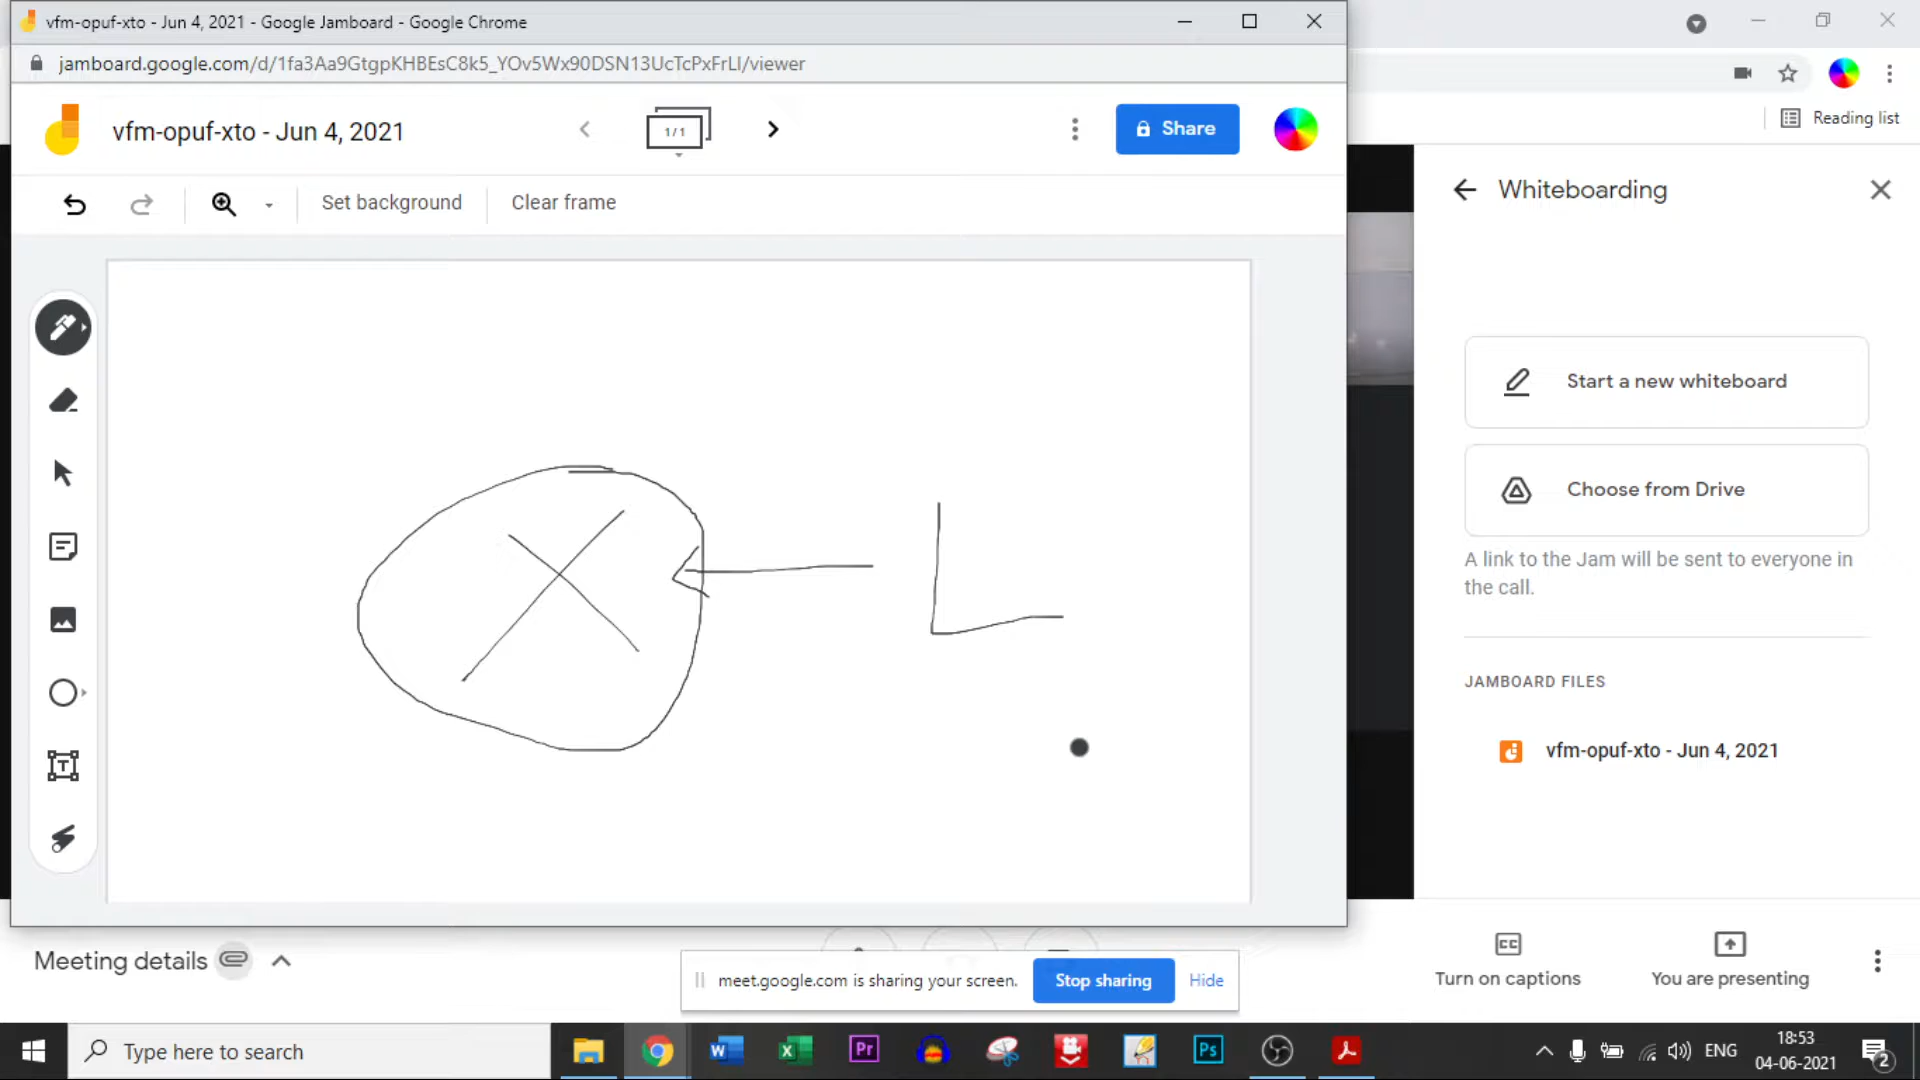 vfm-opuf-xto - Jun 4, 2021 - Google Jamboard - Google Chrome
jamboard.google.com/d/1fa3Aa9GtgpKHBEsC8k5_YOv5Wx90DSN13UcTcPxFrLI/viewer
vfm-opuf-xto - Jun 4, 2021
1/1
Share
Reading list
Set background
Clear frame
Whiteboarding
Start a new whiteboard
Choose from Drive
A link to the Jam will be sent to everyone in
the call.
JAMBOARD FILES
vfm-opuf-xto - Jun 4, 2021
X
L
T
Meeting details
meet.google.com is sharing your screen.
Stop sharing
Hide
CC
Turn on captions
You are presenting
Type here to search
W
X
Pr
Ps
ENG
18:53
04-06-2021
2